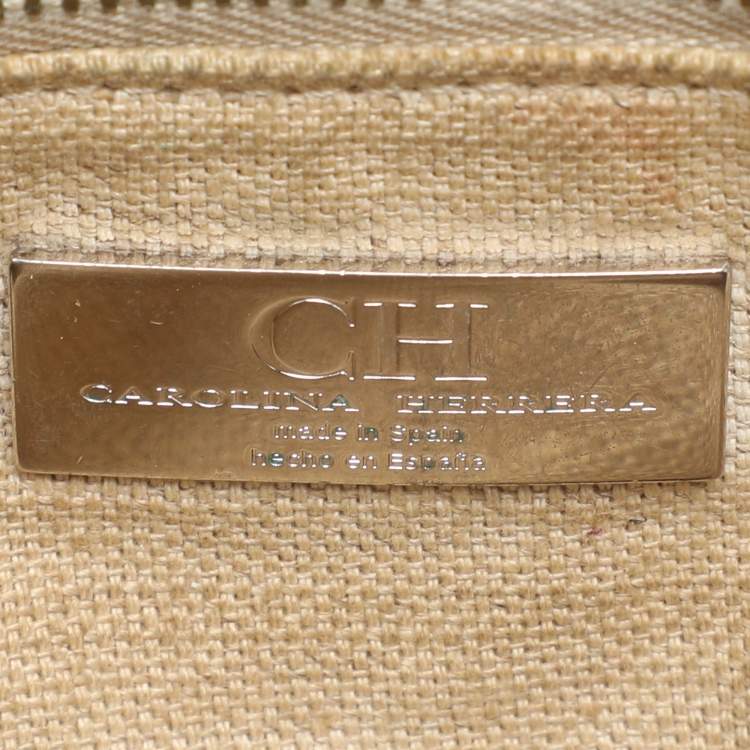 CH
CAROLINA HERRERA
made in Spain
hecho en España